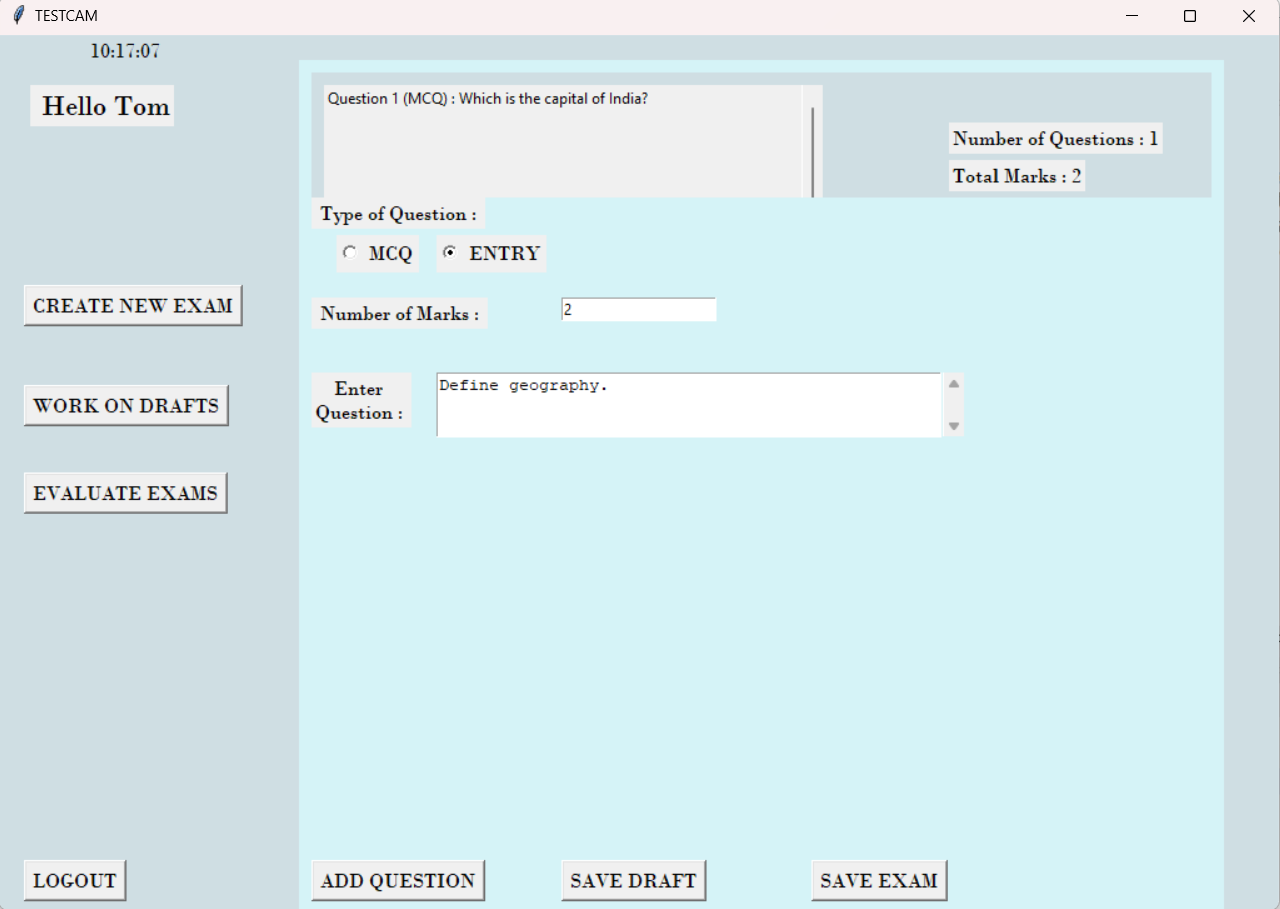 TESTCAM
10:17:07
Hello Tom
Question 1 (MCQ) : Which is the capital of India?
Number of Questions : 1
Total Marks : 2
Type of Question :
MCQ
ENTRY
CREATE NEW EXAM
Number of Marks :
2
Enter
Question :
Define geography.
WORK ON DRAFTS
EVALUATE EXAMS
LOGOUT
ADD QUESTION
SAVE DRAFT
SAVE EXAM